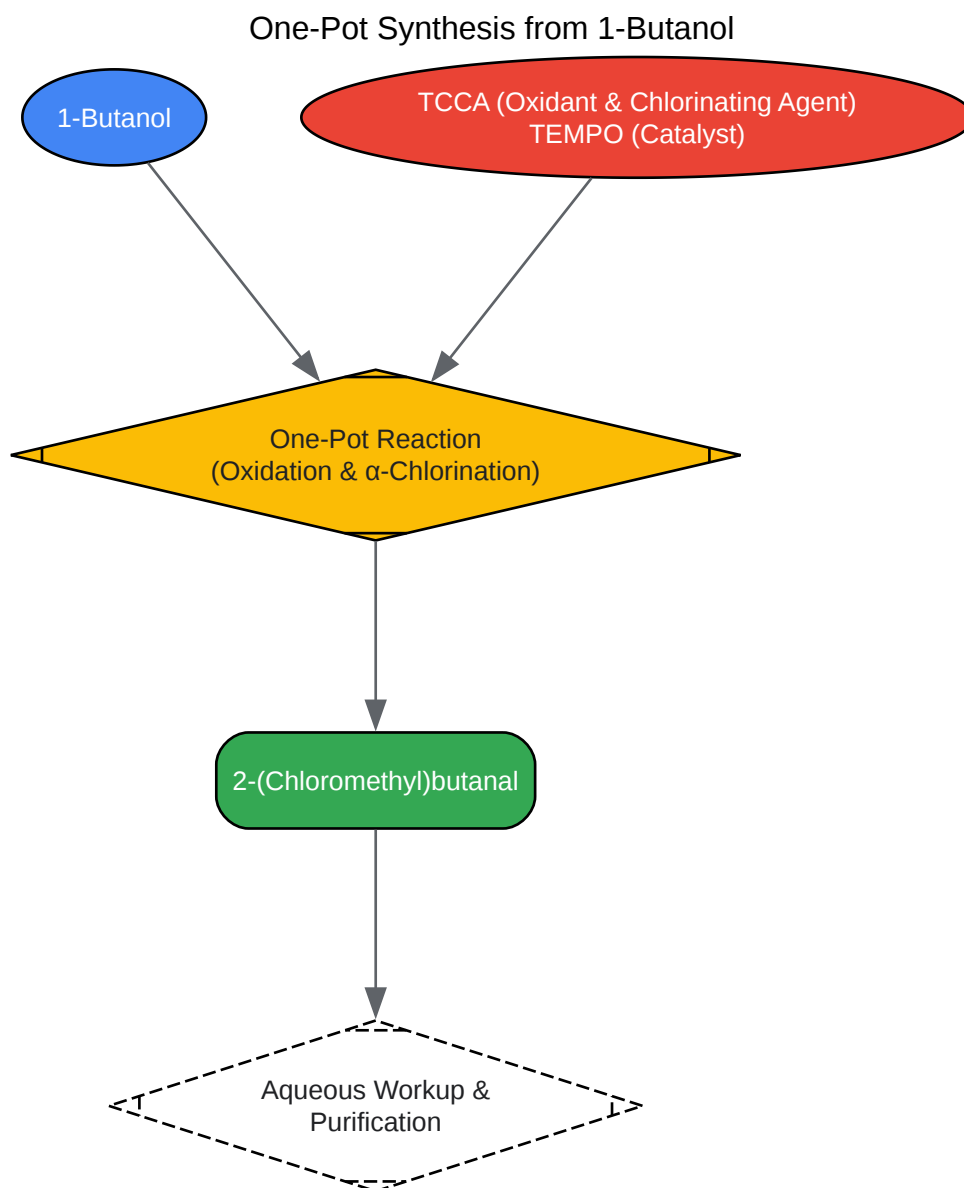 One-Pot Synthesis from 1-Butanol
1-Butanol
TCCA (Oxidant & Chlorinating Agent)
TEMPO (Catalyst)
One-Pot Reaction
(Oxidation & α-Chlorination)
2-(Chloromethyl)butanal
Aqueous Workup &
Purification